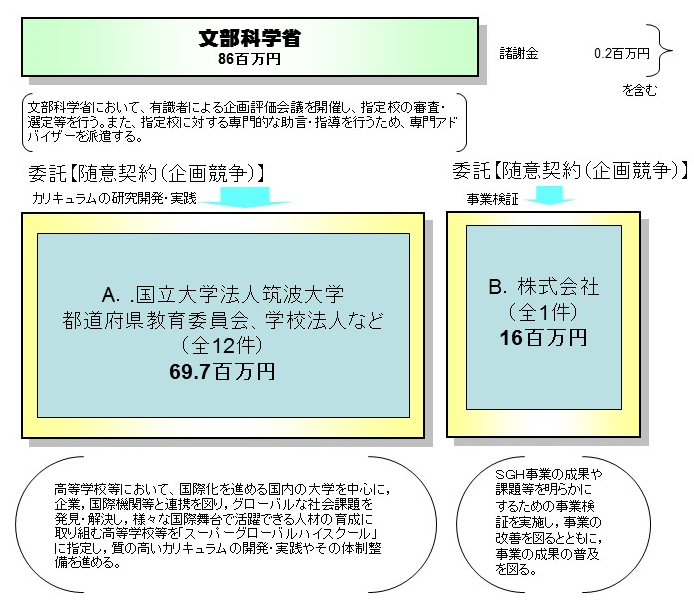 文部科学省
86百万円
諸謝金 0.2百万円
を含む
文部科学省において、有識者による企画評価会議を開催し、指定校の審査・
選定等を行う。また、指定校に対する専門的な助言・指導を行うため、専門アド
バイザーを派遣する。
委託【随意契約(企画競争)】
カリキュラムの研究開発・実践
委託【随意契約(企画競争)】
事業検証
A. .国立大学法人筑波大学
都道府県教育委員会、学校法人など
(全12件)
69.7百万円
B. 株式会社
(全1件)
16百万円
高等学校等において、国際化を進める国内の大学を中心に,
企業,国際機関等と連携を図り,グローバルな社会課題を
発見・解決し,様々な国際舞台で活躍できる人材の育成に
取り組む高等学校等を「スーパーグローバルハイスクール」
に指定し,質の高いカリキュラムの開発・実践やその体制整
備を進める。
SGH事業の成果や
課題等を明らかに
するための事業検
証を実施し,事業の
改善を図るとともに,
事業の成果の普及
を図る。